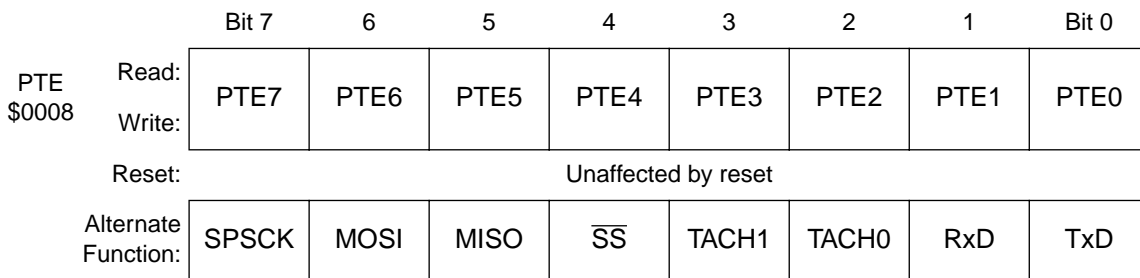 Bit 7 6 5 4 3 2 1 Bit 0
PTE
$0008
Read:
Write:
PTE7 PTE6 PTE5 PTE4 PTE3 PTE2 PTE1 PTE0
Reset: Unaffected by reset
Alternate
Function:
SPSCK MOSI MISO S̅S̅ TACH1 TACH0 RxD TxD